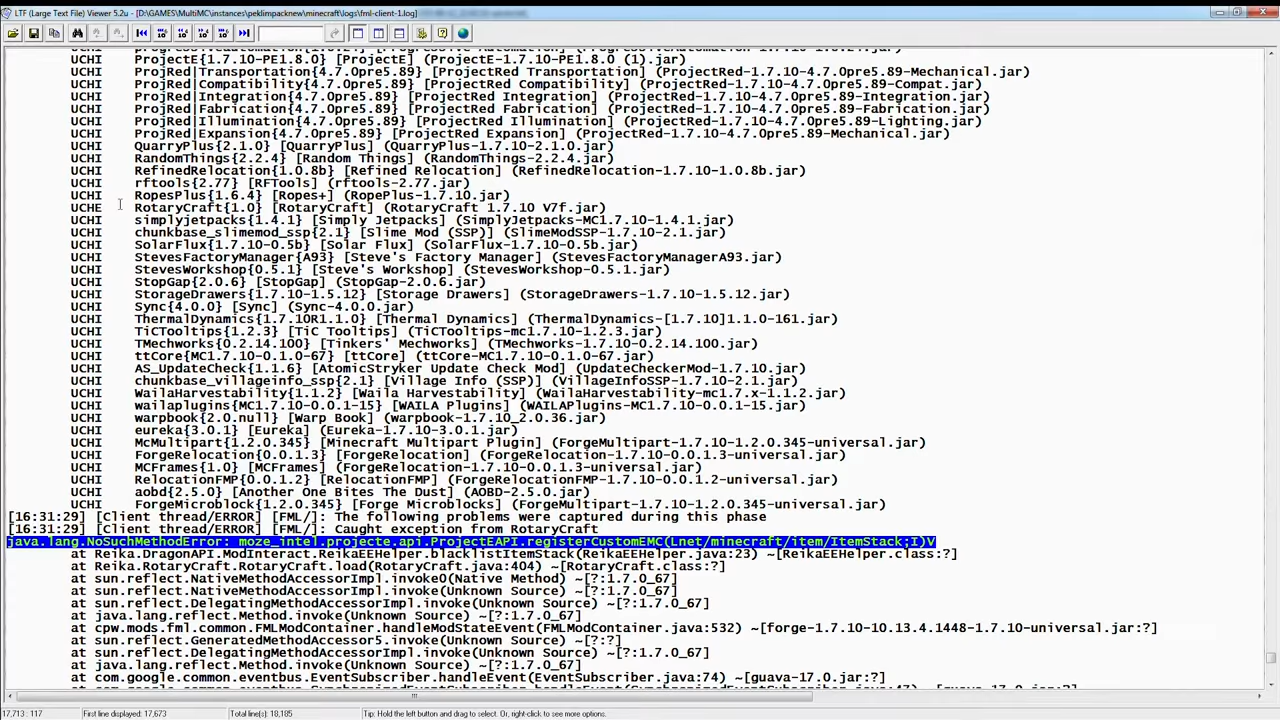 LTF (Large Text File) Viewer 5.2u - [D:\GAMES\MultiMC\instances\peklimpacknew\minecraft\logs\fml-client-1.log]
UCHI ProjectE{1.7.10-PE1.8.0} [ProjectE] (ProjectE-1.7.10-PE1.8.0 (1).jar)
UCHI ProjRed|Transportation{4.7.0pre5.89} [ProjectRed Transportation] (ProjectRed-1.7.10-4.7.0pre5.89-Mechanical.jar)
UCHI ProjRed|Compatibility{4.7.0pre5.89} [ProjectRed Compatibility] (ProjectRed-1.7.10-4.7.0pre5.89-Compat.jar)
UCHI ProjRed|Integration{4.7.0pre5.89} [ProjectRed Integration] (ProjectRed-1.7.10-4.7.0pre5.89-Integration.jar)
UCHI ProjRed|Fabrication{4.7.0pre5.89} [ProjectRed Fabrication] (ProjectRed-1.7.10-4.7.0pre5.89-Fabrication.jar)
UCHI ProjRed|Illumination{4.7.0pre5.89} [ProjectRed Illumination] (ProjectRed-1.7.10-4.7.0pre5.89-Lighting.jar)
UCHI ProjRed|Expansion{4.7.0pre5.89} [ProjectRed Expansion] (ProjectRed-1.7.10-4.7.0pre5.89-Mechanical.jar)
UCHI QuarryPlus{2.1.0} [QuarryPlus] (QuarryPlus-1.7.10-2.1.0.jar)
UCHI RandomThings{2.2.4} [Random Things] (RandomThings-2.2.4.jar)
UCHI RefinedRelocation{1.0.8b} [Refined Relocation] (RefinedRelocation-1.7.10-1.0.8b.jar)
UCHI rftools{2.77} [RFTools] (rftools-2.77.jar)
UCHI RopesPlus{1.6.4} [Ropes+] (RopePlus-1.7.10.jar)
UCHE RotaryCraft{1.0} [RotaryCraft] (RotaryCraft 1.7.10 V7f.jar)
UCHI simplyjetpacks{1.4.1} [Simply Jetpacks] (SimplyJetpacks-MC1.7.10-1.4.1.jar)
UCHI chunkbase_slimemod_ssp{2.1} [Slime Mod (SSP)] (SlimeModSSP-1.7.10-2.1.jar)
UCHI SolarFlux{1.7.10-0.5b} [Solar Flux] (SolarFlux-1.7.10-0.5b.jar)
UCHI StevesFactoryManager{A93} [Steve's Factory Manager] (StevesFactoryManagerA93.jar)
UCHI StevesWorkshop{0.5.1} [Steve's Workshop] (StevesWorkshop-0.5.1.jar)
UCHI StopGap{2.0.6} [StopGap] (StopGap-2.0.6.jar)
UCHI StorageDrawers{1.7.10-1.5.12} [Storage Drawers] (StorageDrawers-1.7.10-1.5.12.jar)
UCHI Sync{4.0.0} [Sync] (Sync-4.0.0.jar)
UCHI ThermalDynamics{1.7.10R1.1.0} [Thermal Dynamics] (ThermalDynamics-[1.7.10]1.1.0-161.jar)
UCHI TiCTooltips{1.2.3} [TiC Tooltips] (TiCTooltips-mc1.7.10-1.2.3.jar)
UCHI TMechworks{0.2.14.100} [Tinkers' Mechworks] (TMechworks-1.7.10-0.2.14.100.jar)
UCHI ttCore{MC1.7.10-0.1.0-67} [ttCore] (ttCore-MC1.7.10-0.1.0-67.jar)
UCHI AS_UpdateCheck{1.1.6} [AtomicStryker Update Check Mod] (UpdateCheckerMod-1.7.10.jar)
UCHI chunkbase_villageinfo_ssp{2.1} [Village Info (SSP)] (VillageInfoSSP-1.7.10-2.1.jar)
UCHI WailaHarvestability{1.1.2} [Waila Harvestability] (WailaHarvestability-mc1.7.x-1.1.2.jar)
UCHI wailaplugins{MC1.7.10-0.0.1-15} [WAILA Plugins] (WAILAPlugins-MC1.7.10-0.0.1-15.jar)
UCHI warpbook{2.0.null} [Warp Book] (warpbook-1.7.10_2.0.36.jar)
UCHI eureka{3.0.1} [Eureka] (Eureka-1.7.10-3.0.1.jar)
UCHI McMultipart{1.2.0.345} [Minecraft Multipart Plugin] (ForgeMultipart-1.7.10-1.2.0.345-universal.jar)
UCHI ForgeRelocation{0.0.1.3} [ForgeRelocation] (ForgeRelocation-1.7.10-0.0.1.3-universal.jar)
UCHI MCFrames{1.0} [MCFrames] (ForgeRelocation-1.7.10-0.0.1.3-universal.jar)
UCHI RelocationFMP{0.0.1.2} [RelocationFMP] (ForgeRelocationFMP-1.7.10-0.0.1.2-universal.jar)
UCHI aobd{2.5.0} [Another One Bites The Dust] (AOBD-2.5.0.jar)
UCHI ForgeMicroblock{1.2.0.345} [Forge Microblocks] (ForgeMultipart-1.7.10-1.2.0.345-universal.jar)
[16:31:29] [Client thread/ERROR] [FML/]: The following problems were captured during this phase
[16:31:29] [Client thread/ERROR] [FML/]: Caught exception from RotaryCraft
java.lang.NoSuchMethodError: moze_intel.projecte.api.ProjectEAPI.registerCustomEMC(Lnet/minecraft/item/ItemStack;I)V
at Reika.DragonAPI.ModInteract.ReikaEEHelper.blacklistItemStack(ReikaEEHelper.java:23) ~[ReikaEEHelper.class:?]
at Reika.RotaryCraft.RotaryCraft.load(RotaryCraft.java:404) ~[RotaryCraft.class:?]
at sun.reflect.NativeMethodAccessorImpl.invoke0(Native Method) ~[?:1.7.0_67]
at sun.reflect.NativeMethodAccessorImpl.invoke(Unknown Source) ~[?:1.7.0_67]
at sun.reflect.DelegatingMethodAccessorImpl.invoke(Unknown Source) ~[?:1.7.0_67]
at java.lang.reflect.Method.invoke(Unknown Source) ~[?:1.7.0_67]
at cpw.mods.fml.common.FMLModContainer.handleModStateEvent(FMLModContainer.java:532) ~[forge-1.7.10-10.13.4.1448-1.7.10-universal.jar:?]
at sun.reflect.GeneratedMethodAccessor5.invoke(Unknown Source) ~[?:?]
at sun.reflect.DelegatingMethodAccessorImpl.invoke(Unknown Source) ~[?:1.7.0_67]
at java.lang.reflect.Method.invoke(Unknown Source) ~[?:1.7.0_67]
at com.google.common.eventbus.EventSubscriber.handleEvent(EventSubscriber.java:74) ~[guava-17.0.jar:?]
17,713 : 117 First line displayed: 17,673 Total line(s): 18,185 Tip: Hold the left button and drag to select. Or, right-click to see more options.